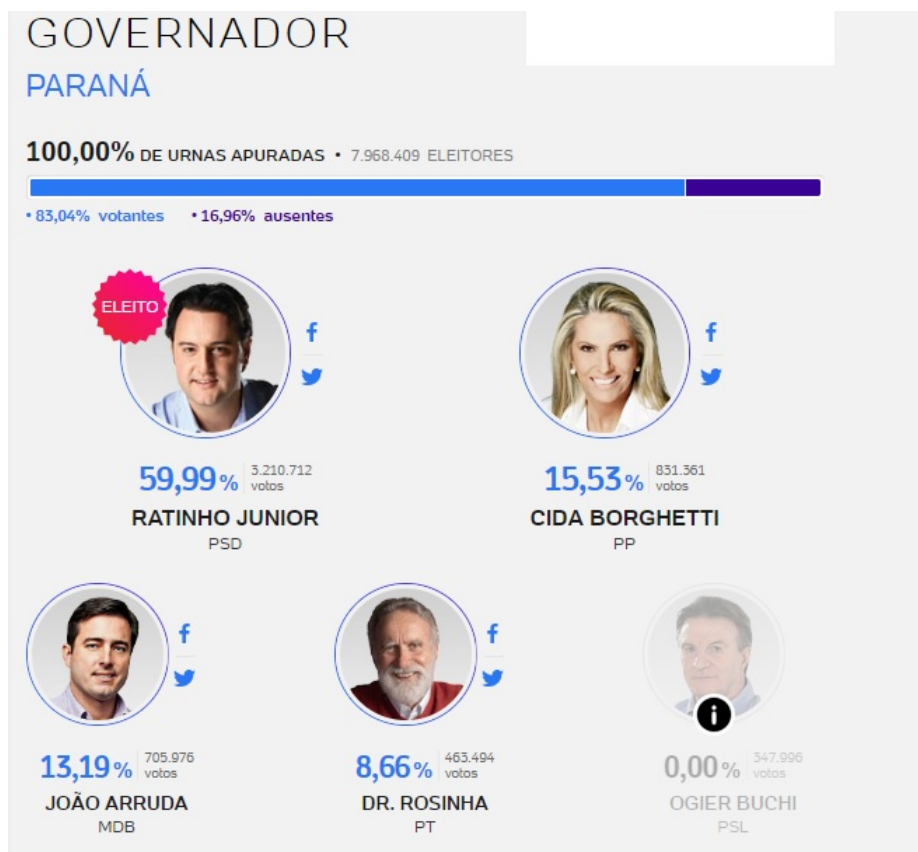 GOVERNADOR
PARANÁ
100,00% DE URNAS APURADAS • 7.968.409 ELEITORES
• 83,04% votantes • 16,96% ausentes
ELEITO
59,99% 3.210.712 votos
RATINHO JUNIOR
PSD
15,53% 831.361 votos
CIDA BORGHETTI
PP
13,19% 705.976 votos
JOÃO ARRUDA
MDB
8,66% 463.494 votos
DR. ROSINHA
PT
0,00% 347.996 votos
OGIER BUCHI
PSL